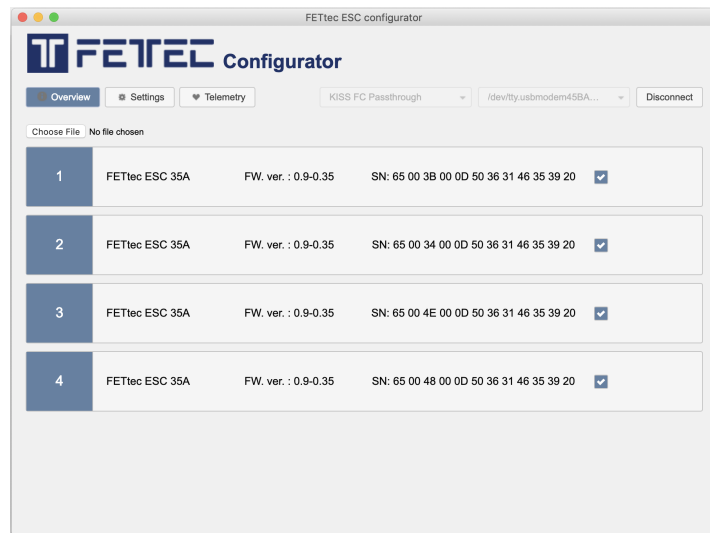 FETtec ESC configurator
FETTEC Configurator
Overview Settings Telemetry KISS FC Passthrough /dev/tty.usbmodem45BA... Disconnect
Choose File No file chosen
1 FETtec ESC 35A FW. ver. : 0.9-0.35 SN: 65 00 3B 00 0D 50 36 31 46 35 39 20
2 FETtec ESC 35A FW. ver. : 0.9-0.35 SN: 65 00 34 00 0D 50 36 31 46 35 39 20
3 FETtec ESC 35A FW. ver. : 0.9-0.35 SN: 65 00 4E 00 0D 50 36 31 46 35 39 20
4 FETtec ESC 35A FW. ver. : 0.9-0.35 SN: 65 00 48 00 0D 50 36 31 46 35 39 20